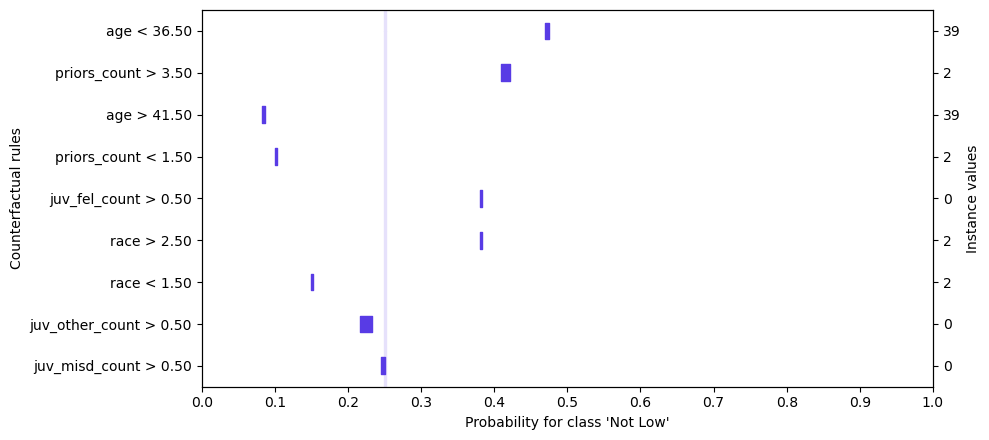 Counterfactual rules
age < 36.50 39
priors_count > 3.50 2
age > 41.50 39
priors_count < 1.50 2
juv_fel_count > 0.50 0
race > 2.50 2
race < 1.50 2
juv_other_count > 0.50 0
juv_misd_count > 0.50 0
Instance values
0.0 0.1 0.2 0.3 0.4 0.5 0.6 0.7 0.8 0.9 1.0
Probability for class 'Not Low'